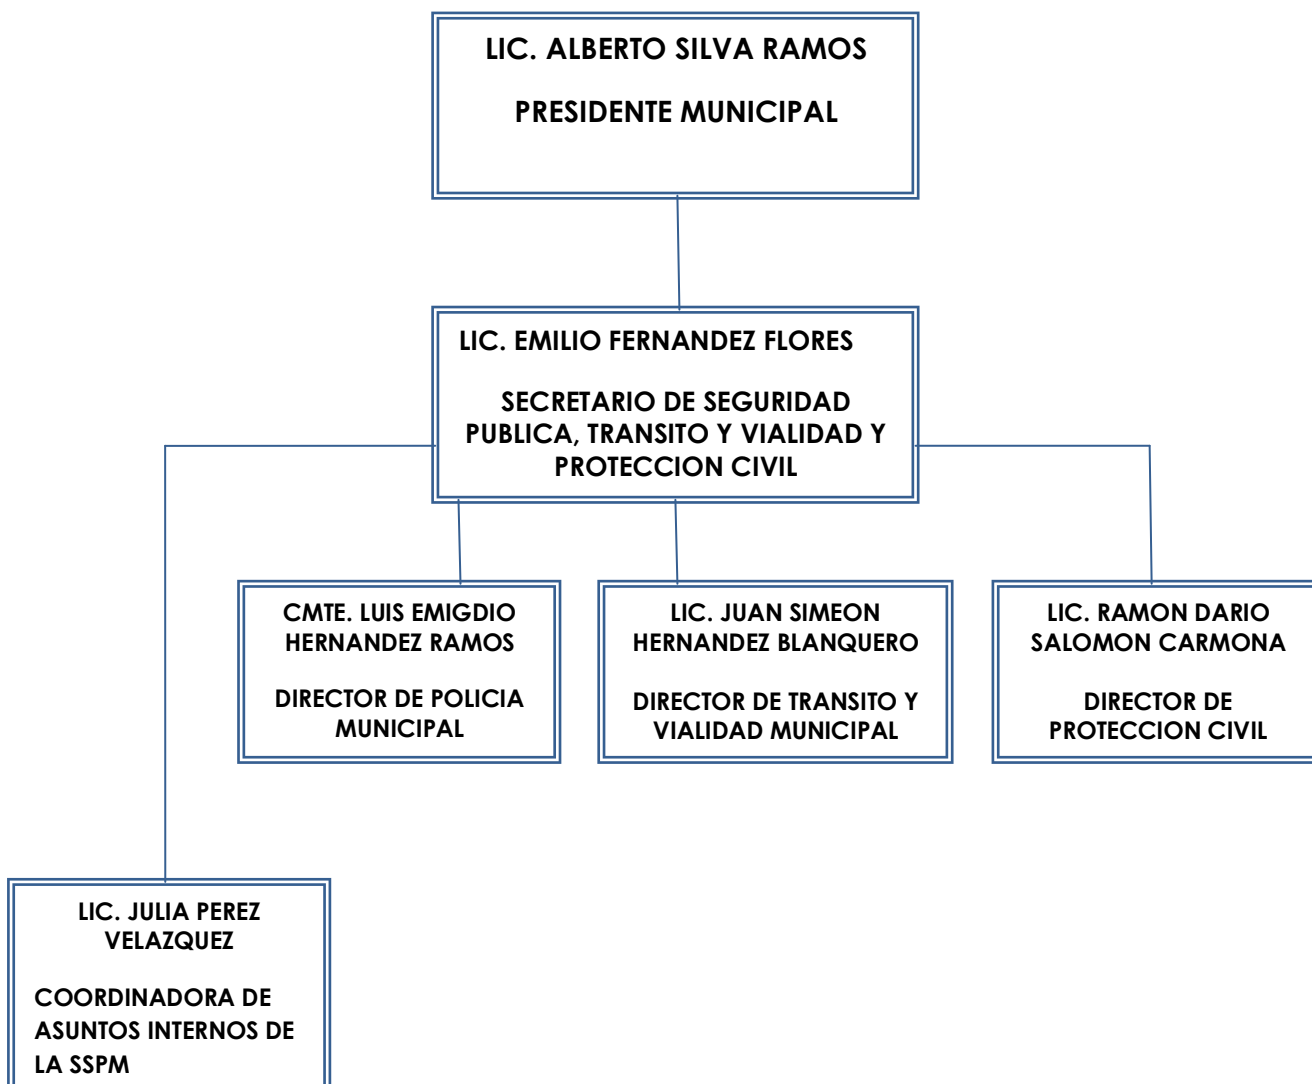 LIC. ALBERTO SILVA RAMOS
PRESIDENTE MUNICIPAL
LIC. EMILIO FERNANDEZ FLORES
SECRETARIO DE SEGURIDAD
PUBLICA, TRANSITO Y VIALIDAD Y
PROTECCION CIVIL
CMTE. LUIS EMIGDIO
HERNANDEZ RAMOS
DIRECTOR DE POLICIA
MUNICIPAL
LIC. JUAN SIMEON
HERNANDEZ BLANQUERO
DIRECTOR DE TRANSITO Y
VIALIDAD MUNICIPAL
LIC. RAMON DARIO
SALOMON CARMONA
DIRECTOR DE
PROTECCION CIVIL
LIC. JULIA PEREZ
VELAZQUEZ
COORDINADORA DE
ASUNTOS INTERNOS DE
LA SSPM